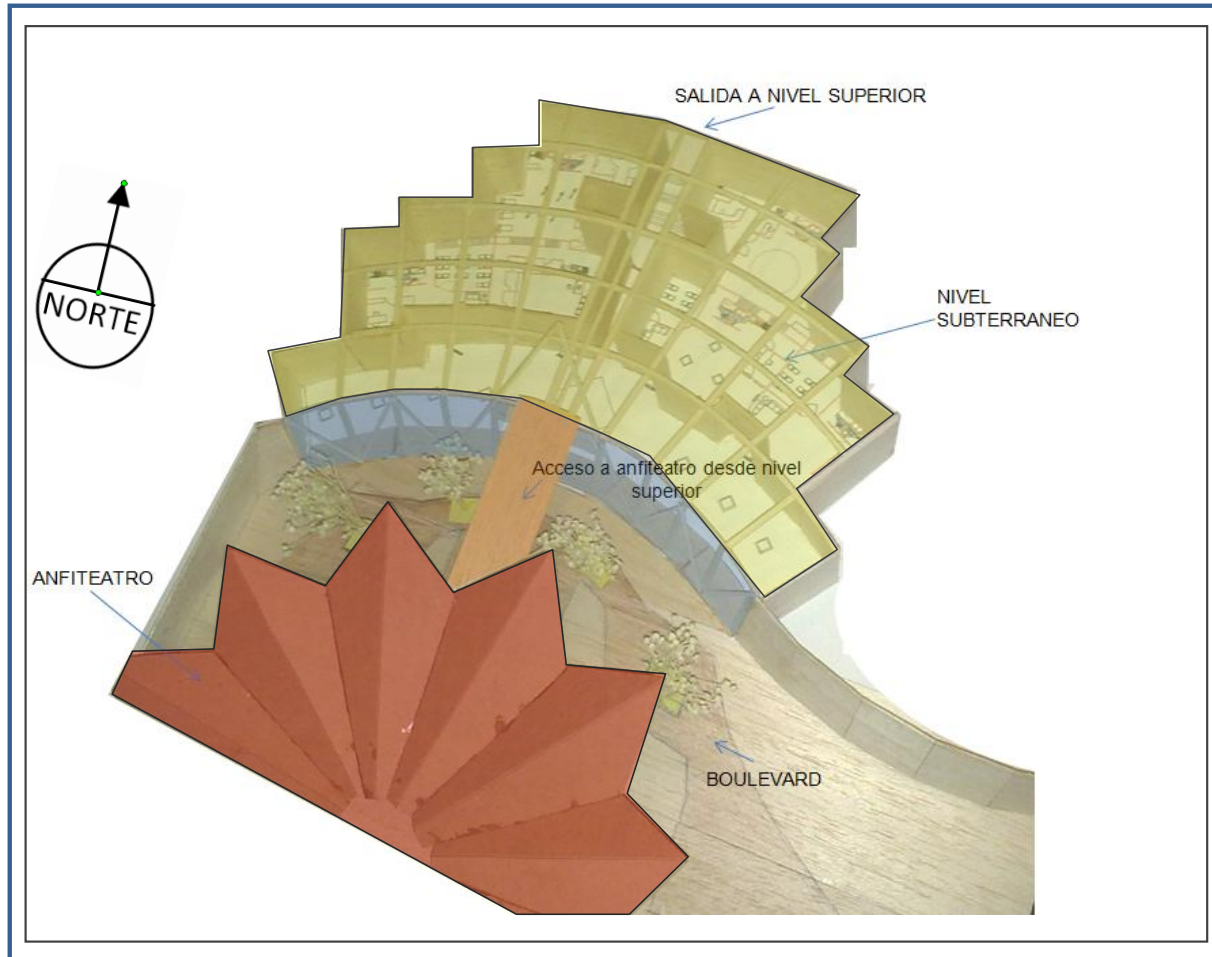 SALIDA A NIVEL SUPERIOR
NORTE
NIVEL
SUBTERRANEO
Acceso a anfiteatro desde nivel
superior
ANFITEATRO
BOULEVARD